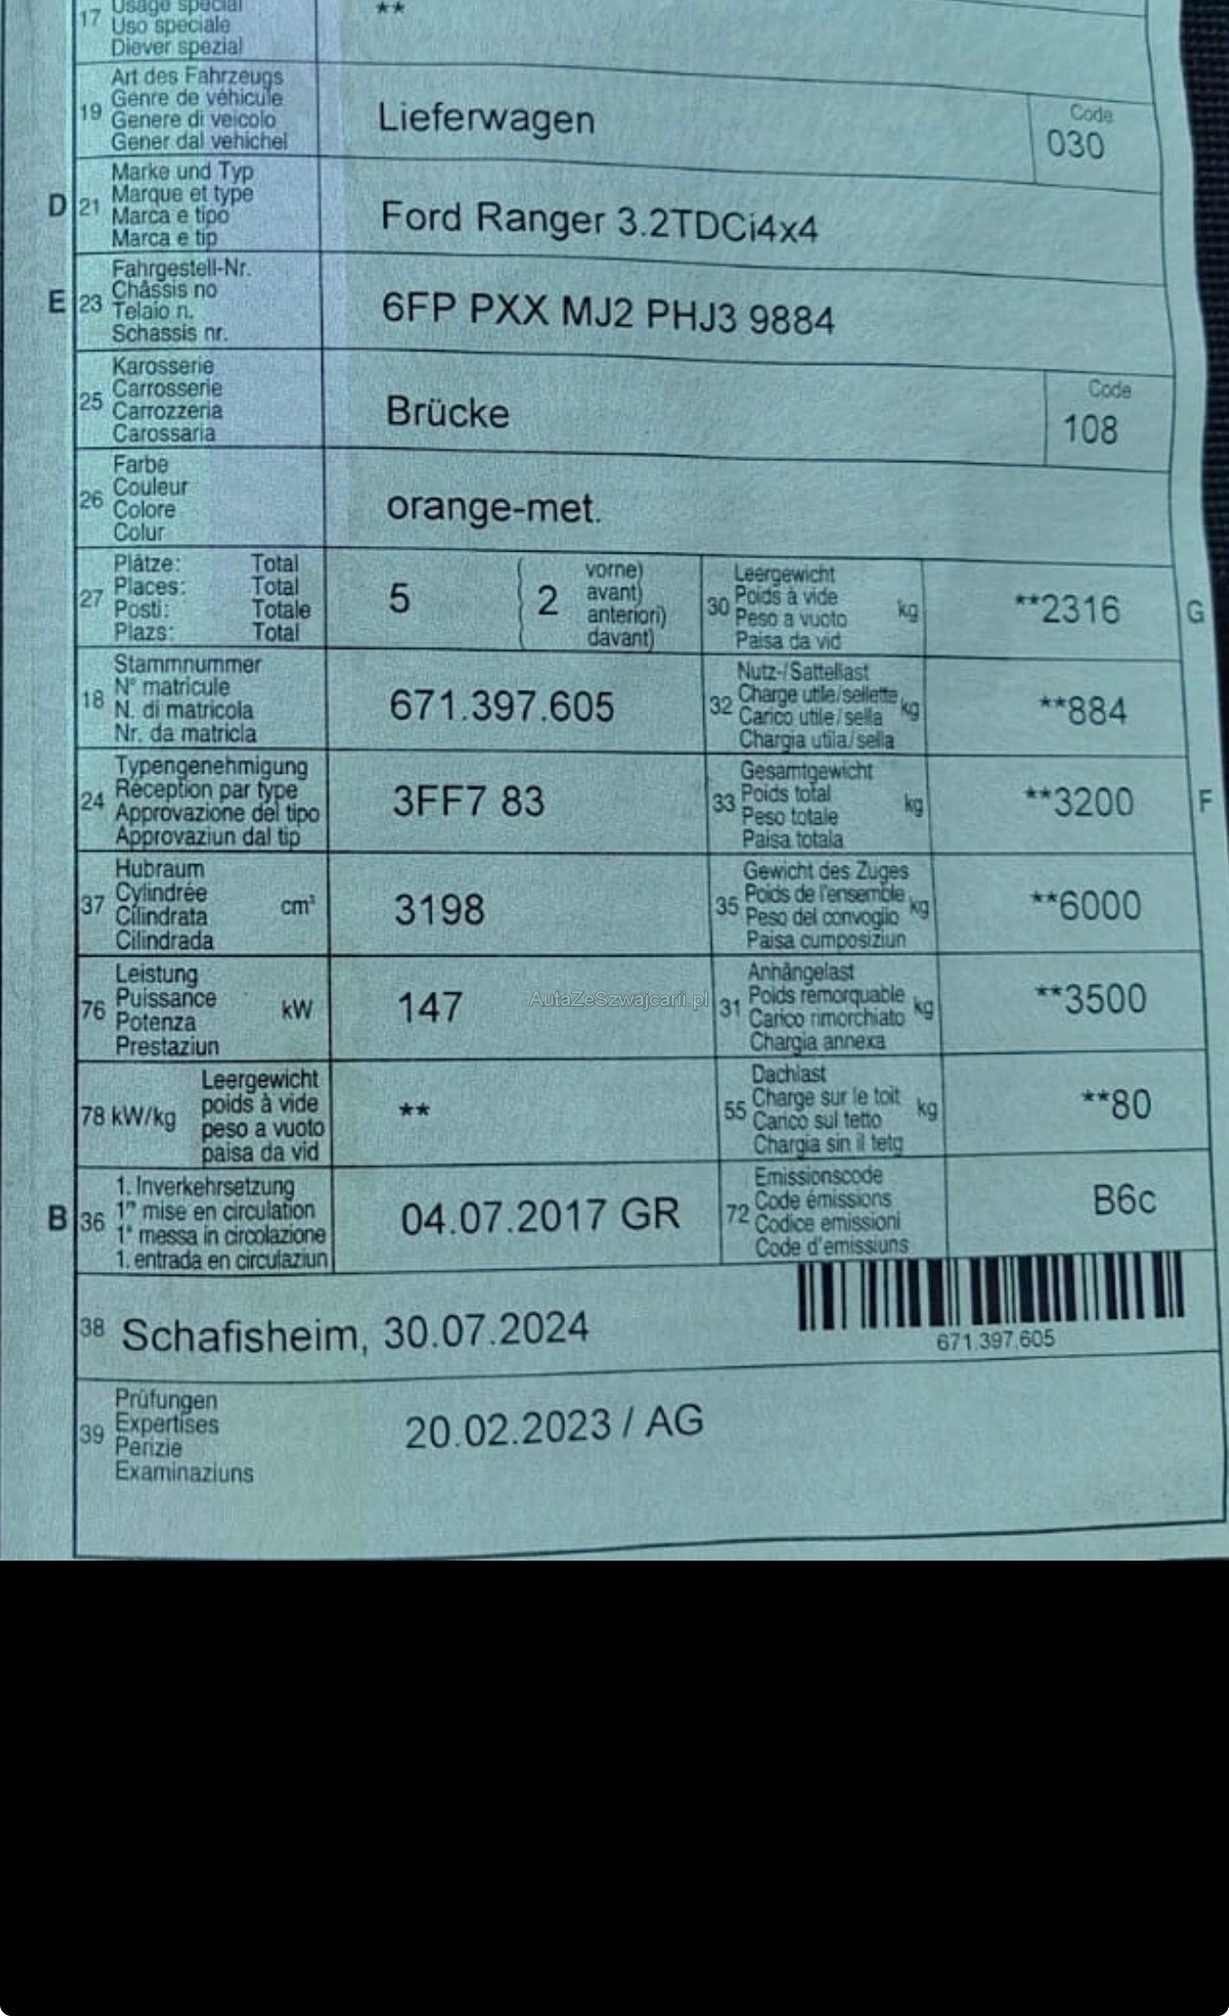 17 Usage special **
Uso speciale
Diever spezial
Art des Fahrzeugs
19 Genre de véhicule Lieferwagen Code
Genere di veicolo 030
Gener dal vehichel
Marke und Typ
D 21 Marque et type Ford Ranger 3.2TDCi4x4
Marca e tipo
Marca e tip
Fahrgestell-Nr.
E 23 Châssis no 6FP PXX MJ2 PHJ3 9884
Telaio n.
Schassis nr.
Karosserie
25 Carrosserie Brücke Code
Carrozzeria 108
Carossaria
Farbe
26 Couleur orange-met.
Colore
Colur
Plätze: Total vorne) Leergewicht
27 Places: Total 5 ( 2 avant) 30 Poids à vide kg **2316 G
Posti: Totale anteriori) Peso a vuoto
Plazs: Total davant) Paisa da vid
Stammnummer Nutz-/Sattellast
18 N° matricule 671.397.605 32 Charge utile/sellette kg **884
N. di matricola Carico utile/sella
Nr. da matricla Chargia utila/sella
Typengenehmigung Gesamtgewicht
24 Réception par type 3FF7 83 33 Poids total kg **3200 F
Approvazione del tipo Peso totale
Approvaziun dal tip Paisa totala
Hubraum Gewicht des Zuges
37 Cylindrée cm³ 3198 35 Poids de l'ensemble kg **6000
Cilindrata Peso del convoglio
Cilindrada Paisa cumposiziun
Leistung Anhängelast
76 Puissance kW 147 AutaZeSzwajcarii.pl 31 Poids remorquable kg **3500
Potenza Carico rimorchiato
Prestaziun Chargia annexa
Leergewicht Dachlast
78 kW/kg poids à vide ** 55 Charge sur le toit kg **80
peso a vuoto Carico sul tetto
paisa da vid Chargia sin il tetg
1. Inverkehrsetzung Emissionscode
B 36 1re mise en circulation 04.07.2017 GR 72 Code émissions B6c
1a messa in circolazione Codice emissioni
1. entrada en circulaziun Code d'emissiuns
38 Schafisheim, 30.07.2024
671.397.605
Prüfungen
39 Expertises 20.02.2023 / AG
Perizie
Examinaziuns